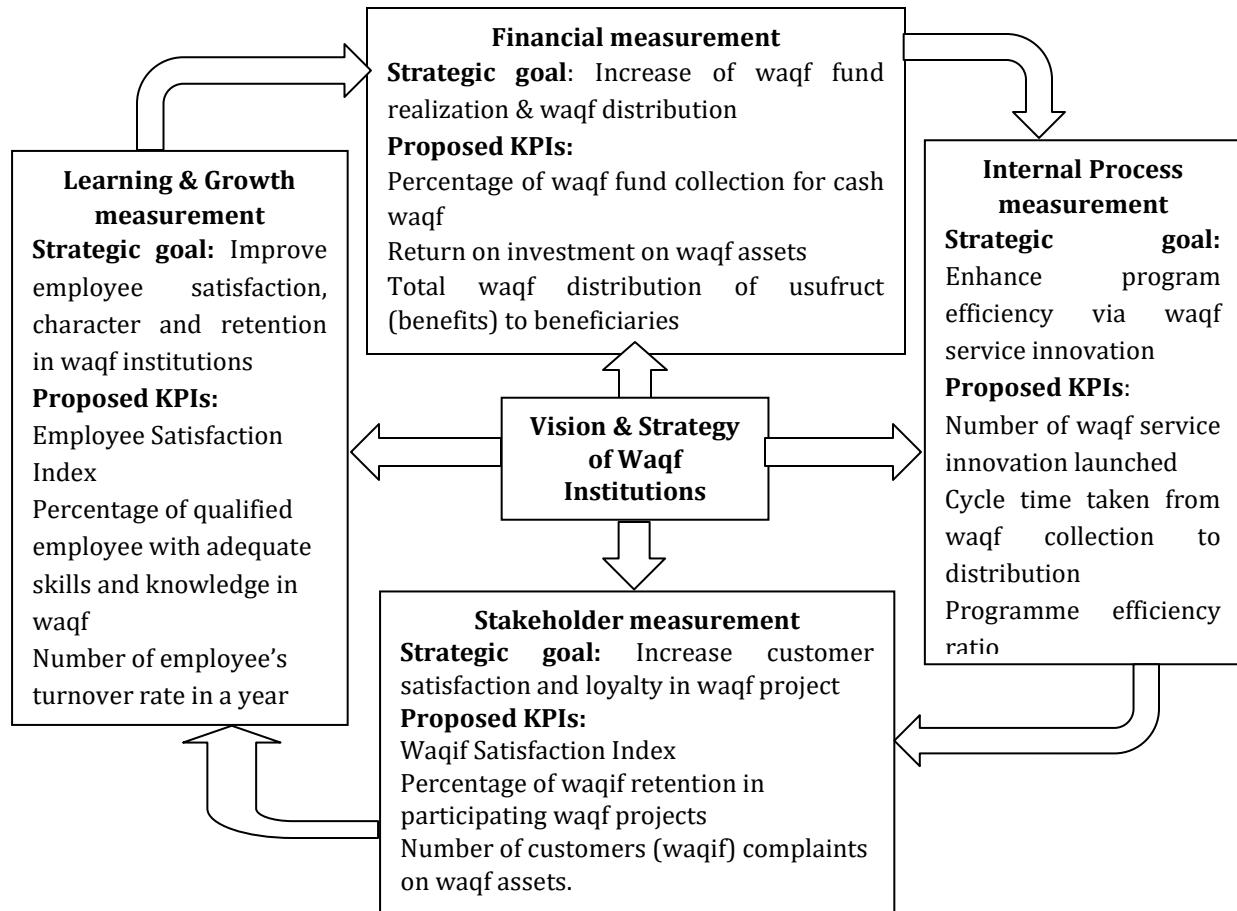 Financial measurement
Strategic goal: Increase of waqf fund
realization & waqf distribution
Proposed KPIs:
Percentage of waqf fund collection for cash
waqf
Return on investment on waqf assets
Total waqf distribution of usufruct
(benefits) to beneficiaries
Learning & Growth
measurement
Strategic goal: Improve
employee satisfaction,
character and retention
in waqf institutions
Proposed KPIs:
Employee Satisfaction
Index
Percentage of qualified
employee with adequate
skills and knowledge in
waqf
Number of employee's
turnover rate in a year
Vision & Strategy
of Waqf
Institutions
Internal Process
measurement
Strategic goal:
Enhance program
efficiency via waqf
service innovation
Proposed KPIs:
Number of waqf service
innovation launched
Cycle time taken from
waqf collection to
distribution
Programme efficiency
ratio
Stakeholder measurement
Strategic goal: Increase customer
satisfaction and loyalty in waqf project
Proposed KPIs:
Waqif Satisfaction Index
Percentage of waqif retention in
participating waqf projects
Number of customers (waqif) complaints
on waqf assets.